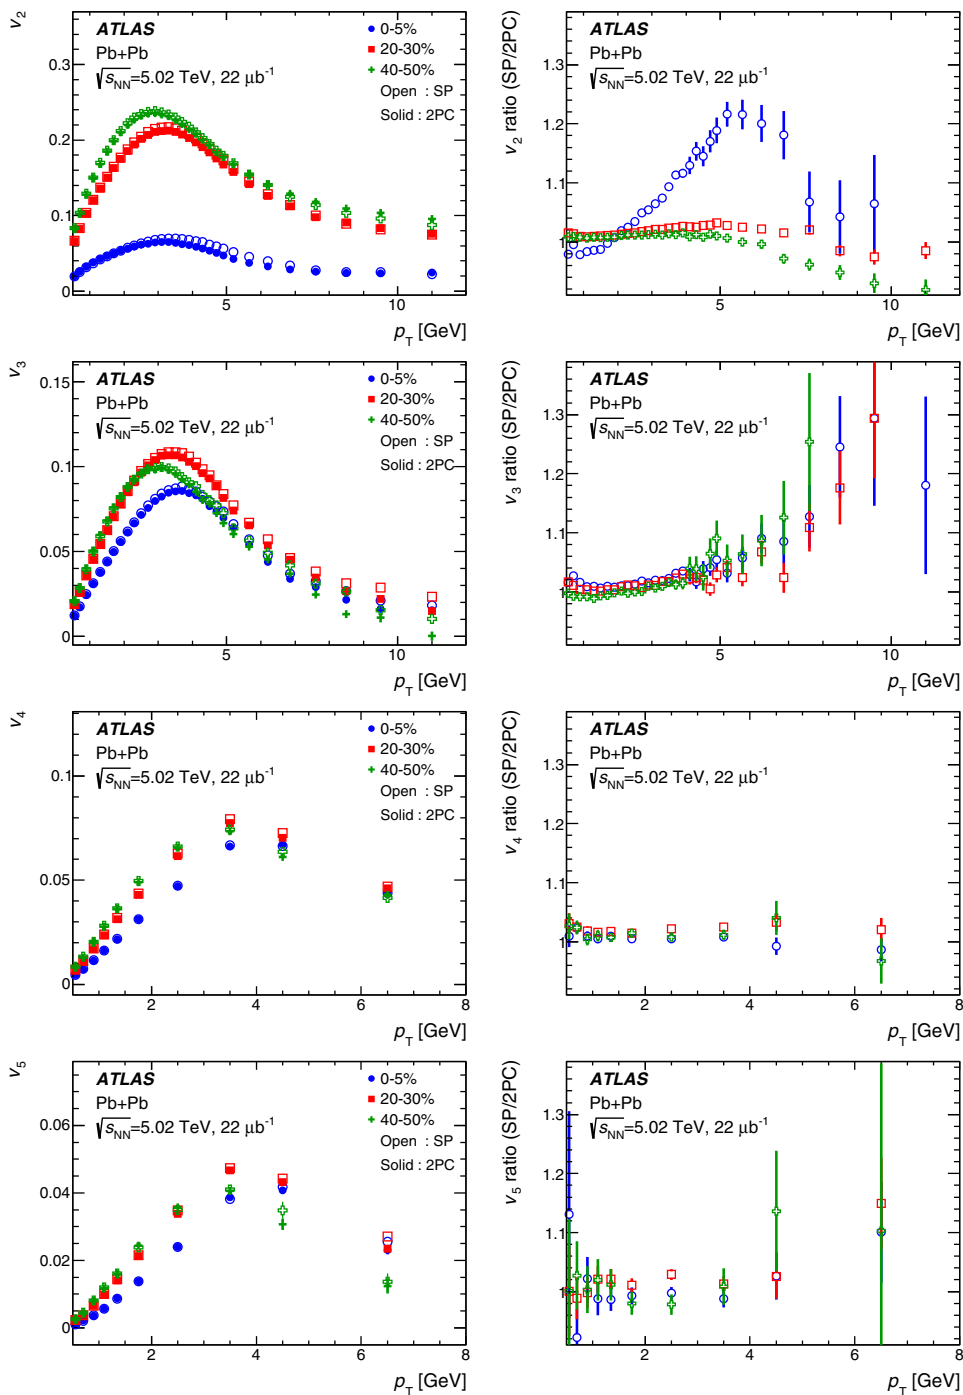 v2
ATLAS
Pb+Pb
√sNN=5.02 TeV, 22 μb-1
0-5%
20-30%
40-50%
Open : SP
Solid : 2PC
0.3
0.2
0.1
0
5
10
pT [GeV]
v2 ratio (SP/2PC)
ATLAS
Pb+Pb
√sNN=5.02 TeV, 22 μb-1
1.3
1.2
1.1
1
5
10
pT [GeV]
v3
ATLAS
Pb+Pb
√sNN=5.02 TeV, 22 μb-1
0-5%
20-30%
40-50%
Open : SP
Solid : 2PC
0.15
0.1
0.05
0
5
10
pT [GeV]
v3 ratio (SP/2PC)
ATLAS
Pb+Pb
√sNN=5.02 TeV, 22 μb-1
1.3
1.2
1.1
1
5
10
pT [GeV]
v4
ATLAS
Pb+Pb
√sNN=5.02 TeV, 22 μb-1
0-5%
20-30%
40-50%
Open : SP
Solid : 2PC
0.1
0.05
0
2
4
6
8
pT [GeV]
v4 ratio (SP/2PC)
ATLAS
Pb+Pb
√sNN=5.02 TeV, 22 μb-1
1.3
1.2
1.1
1
2
4
6
8
pT [GeV]
v5
ATLAS
Pb+Pb
√sNN=5.02 TeV, 22 μb-1
0-5%
20-30%
40-50%
Open : SP
Solid : 2PC
0.06
0.04
0.02
0
2
4
6
8
pT [GeV]
v5 ratio (SP/2PC)
ATLAS
Pb+Pb
√sNN=5.02 TeV, 22 μb-1
1.3
1.2
1.1
1
2
4
6
8
pT [GeV]